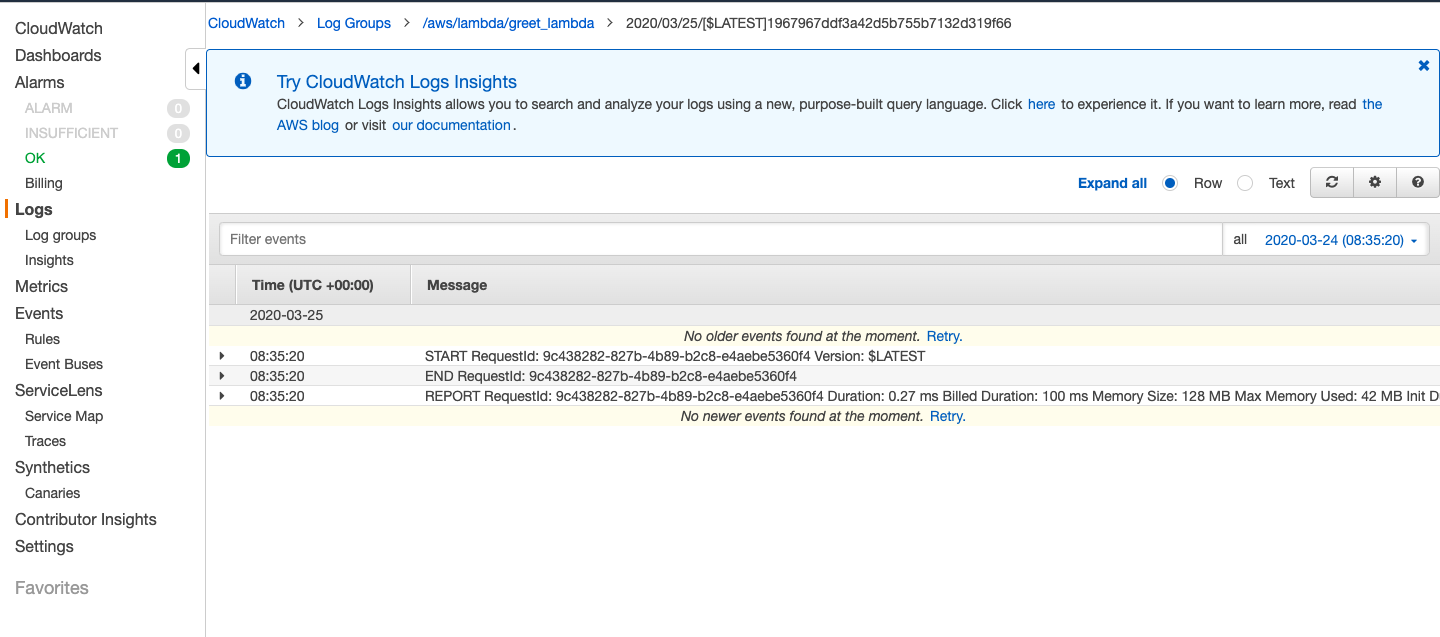 CloudWatch
Dashboards
Alarms
ALARM 0
INSUFFICIENT 0
OK 1
Billing
Logs
Log groups
Insights
Metrics
Events
Rules
Event Buses
ServiceLens
Service Map
Traces
Synthetics
Canaries
Contributor Insights
Settings
Favorites
CloudWatch > Log Groups > /aws/lambda/greet_lambda > 2020/03/25/[$LATEST]1967967ddf3a42d5b755b7132d319f66
Try CloudWatch Logs Insights
CloudWatch Logs Insights allows you to search and analyze your logs using a new, purpose-built query language. Click here to experience it. If you want to learn more, read the
AWS blog or visit our documentation.
Expand all Row Text
Filter events all 2020-03-24 (08:35:20)
Time (UTC +00:00) Message
2020-03-25
No older events found at the moment. Retry.
08:35:20 START RequestId: 9c438282-827b-4b89-b2c8-e4aebe5360f4 Version: $LATEST
08:35:20 END RequestId: 9c438282-827b-4b89-b2c8-e4aebe5360f4
08:35:20 REPORT RequestId: 9c438282-827b-4b89-b2c8-e4aebe5360f4 Duration: 0.27 ms Billed Duration: 100 ms Memory Size: 128 MB Max Memory Used: 42 MB Init D
No newer events found at the moment. Retry.